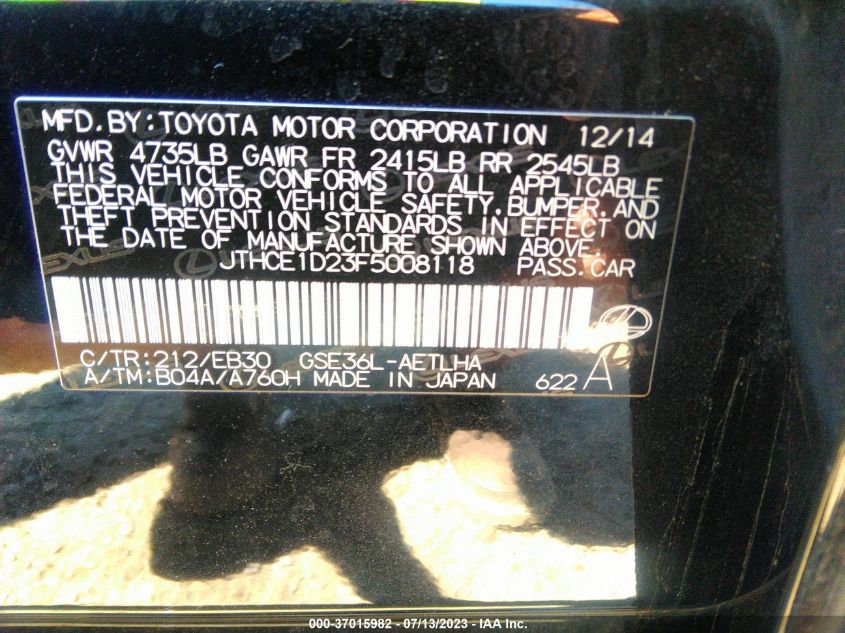 MFD.BY:TOYOTA MOTOR CORPORATION 12/14
GVWR 4735LB GAWR FR 2415LB RR 2545LB
THIS VEHICLE CONFORMS TO ALL APPLICABLE
FEDERAL MOTOR VEHICLE SAFETY,BUMPER,AND
THEFT PREVENTION STANDARDS IN EFFECT ON
THE DATE OF MANUFACTURE SHOWN ABOVE.
JTHCE1D23F5008118 PASS.CAR
C/TR:212/EB30 GSE36L-AETLHA
A/TM:B04A/A760H MADE IN JAPAN 622 A
000-37015982 - 07/13/2023 - IAA Inc.